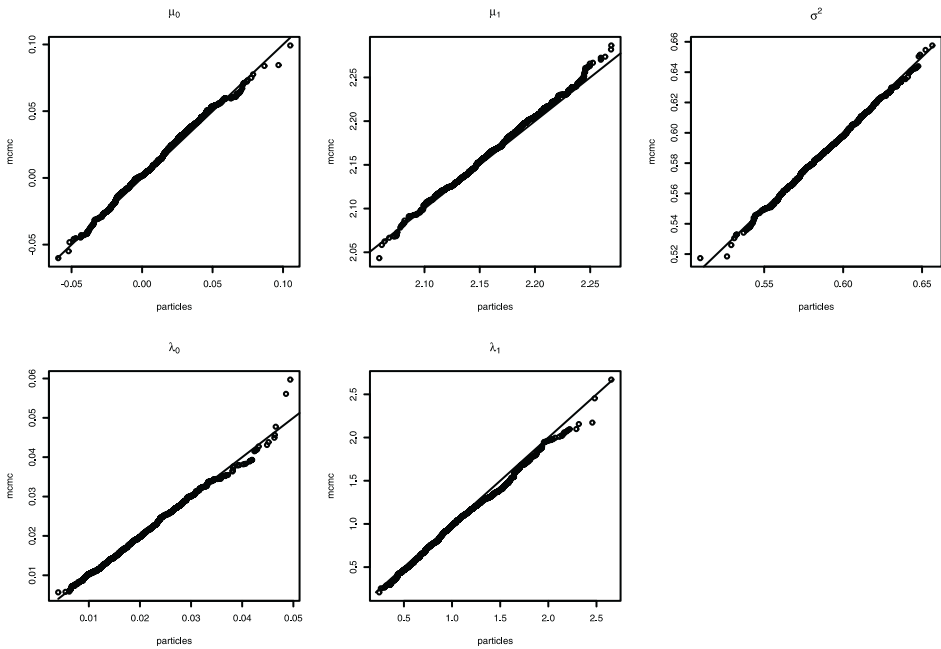 μ0
mcmc
0.10
0.05
0.00
-0.05
-0.05 0.00 0.05 0.10
particles
μ1
mcmc
2.25
2.20
2.15
2.10
2.05
2.10 2.15 2.20 2.25
particles
σ2
mcmc
0.66
0.64
0.62
0.60
0.58
0.56
0.54
0.52
0.55 0.60 0.65
particles
λ0
mcmc
0.06
0.05
0.04
0.03
0.02
0.01
0.01 0.02 0.03 0.04 0.05
particles
λ1
mcmc
2.5
2.0
1.5
1.0
0.5
0.5 1.0 1.5 2.0 2.5
particles